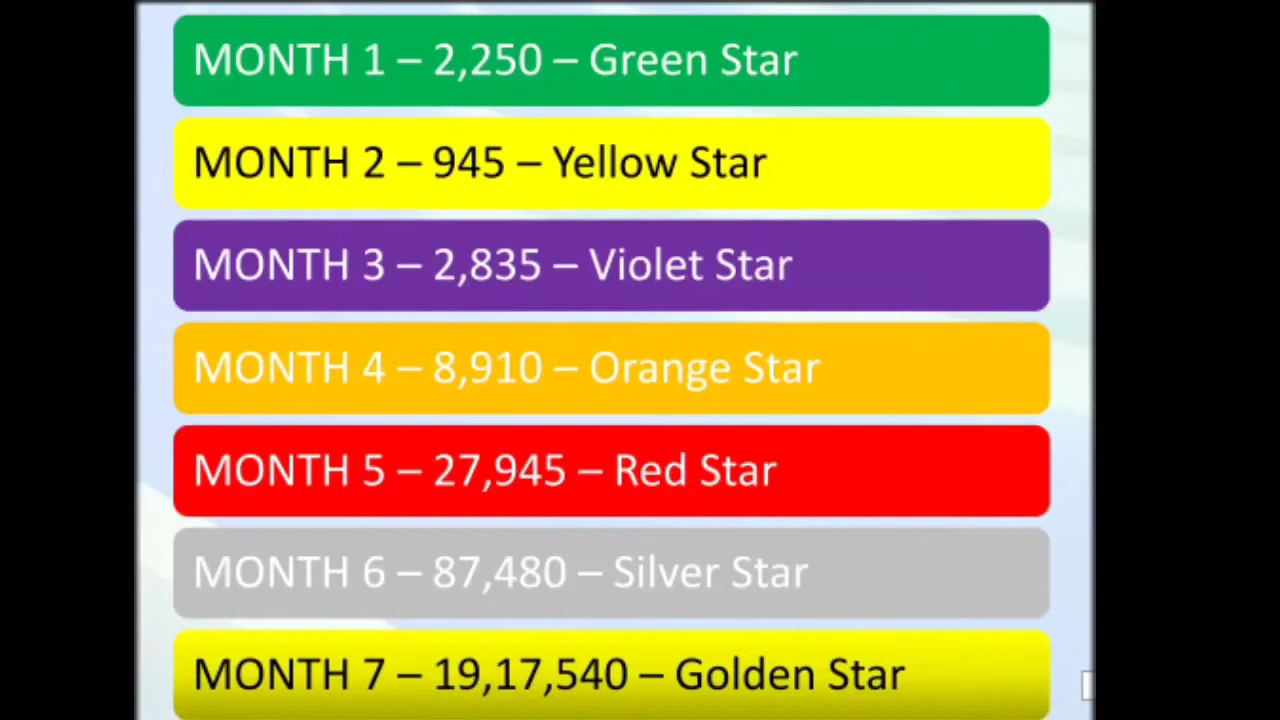 MONTH 1 – 2,250 – Green Star
MONTH 2 – 945 – Yellow Star
MONTH 3 – 2,835 – Violet Star
MONTH 4 – 8,910 – Orange Star
MONTH 5 – 27,945 – Red Star
MONTH 6 – 87,480 – Silver Star
MONTH 7 – 19,17,540 – Golden Star